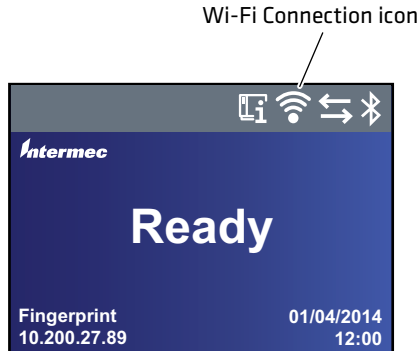 Wi-Fi Connection icon
Intermec
Ready
Fingerprint
01/04/2014
10.200.27.89
12:00